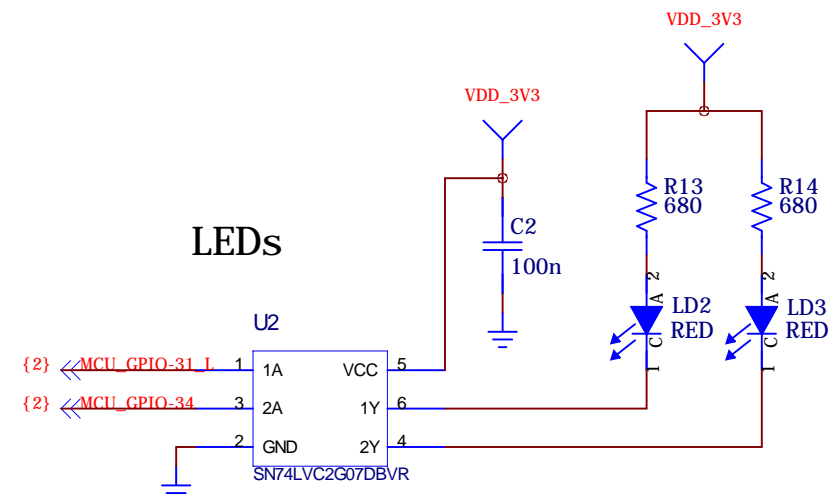 VDD_3V3
VDD_3V3
R13
680
R14
680
C2
100n
LEDs
2
A
LD2
RED
C
1
2
A
LD3
RED
C
1
U2
{2}
MCU_GPIO-31_L
1
1A
VCC
5
{2}
MCU_GPIO-34
3
2A
1Y
6
2
GND
2Y
4
SN74LVC2G07DBVR